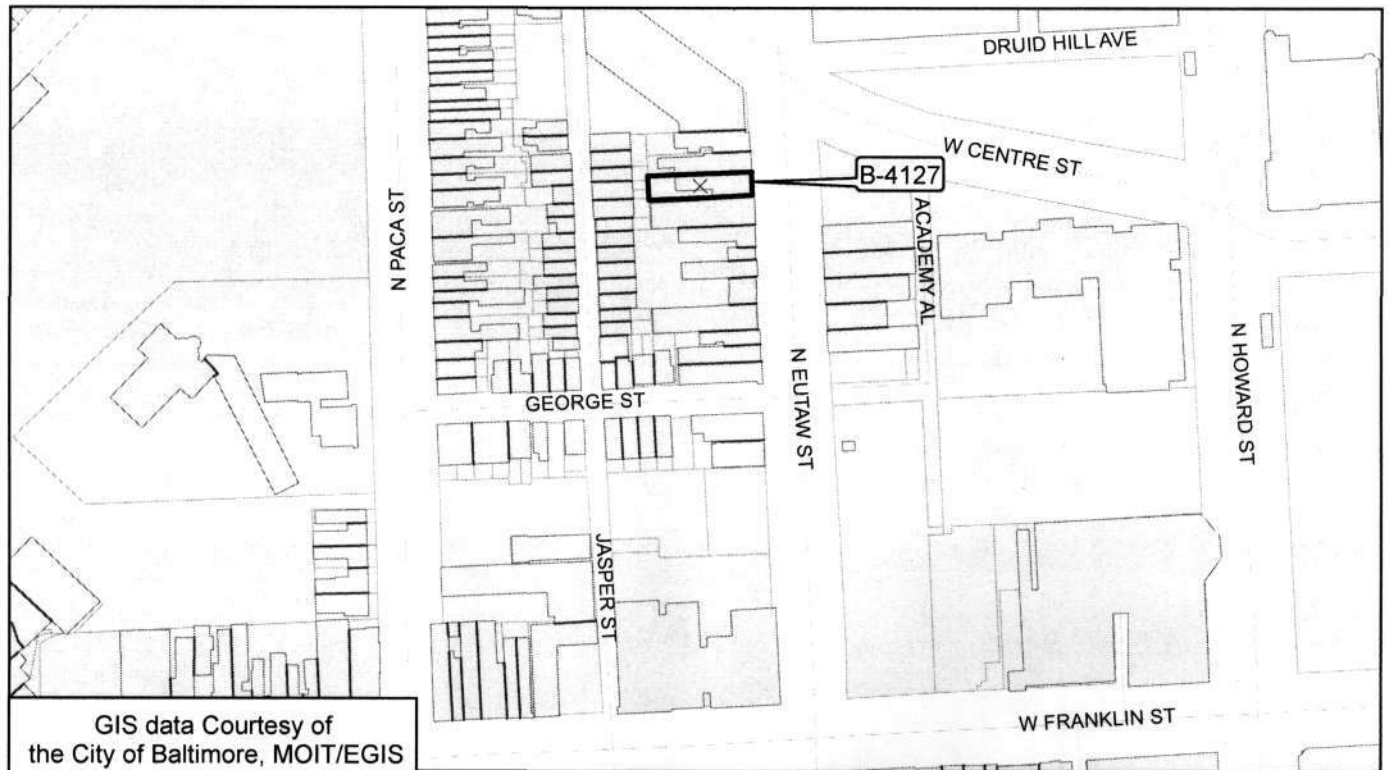 DRUID HILL AVE
W CENTRE ST
B-4127
N PACA ST
ACADEMY AL
N EUTAW ST
N HOWARD ST
GEORGE ST
JASPER ST
W FRANKLIN ST
GIS data Courtesy of
the City of Baltimore, MOIT/EGIS